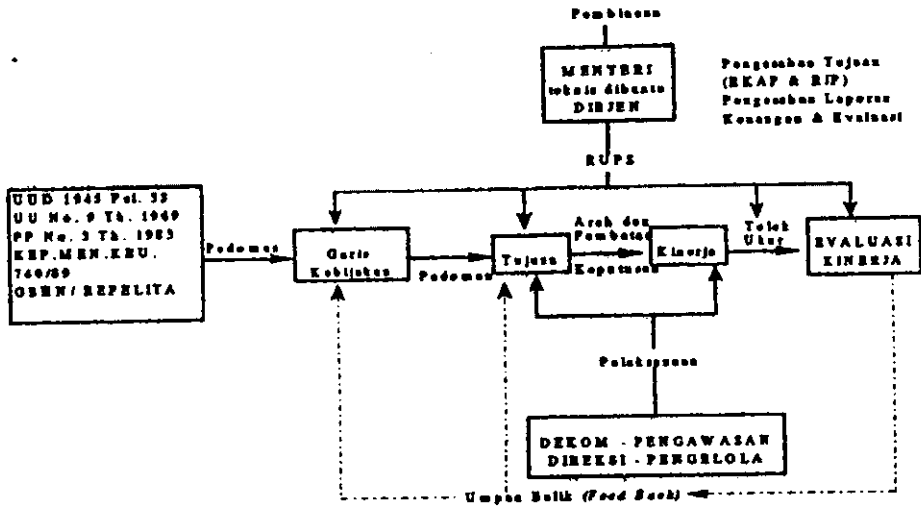 Pembinaan
MENTERI
teknis dibantu
DIRJEN
Pengesahan Tujuan
(RKAP & RJP)
Pengesahan Laporan
Keuangan & Evaluasi
RUPS
UUD 1945 Psl. 33
UU No. 9 Th. 1969
PP No. 3 Th. 1983
KEP.MEN.KEU.
740/89
GBHN/ REPELITA
Pedoman
Garis
Kebijakan
Pedoman
Tujuan
Arah dan
Pembatas
Keputusan
Kinerja
Tolok
Ukur
EVALUASI
KINERJA
Pelaksanaan
DEKOM - PENGAWASAN
DIREKSI - PENGELOLA
Umpan Balik (Feed Back)